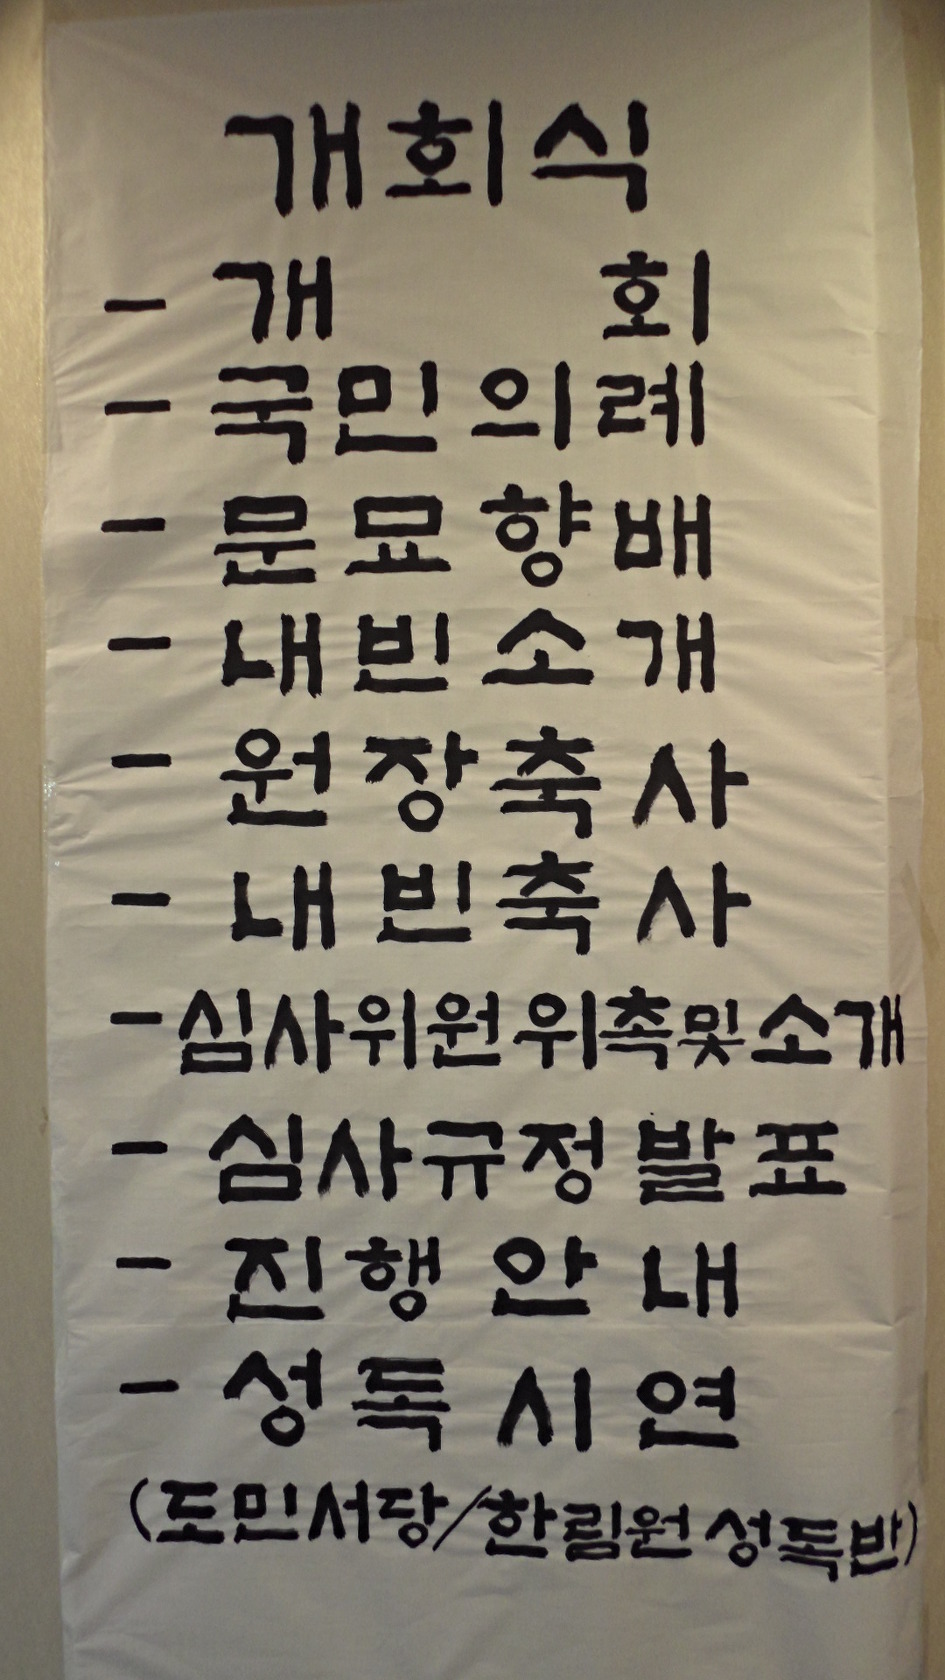 개회식
- 개 회
- 국민의례
- 문묘향배
- 내빈소개
- 원장축사
- 내빈축사
- 심사위원 위촉및소개
- 심사규정발표
- 진행안내
- 성독시연
(도민서당/한림원 성독반)